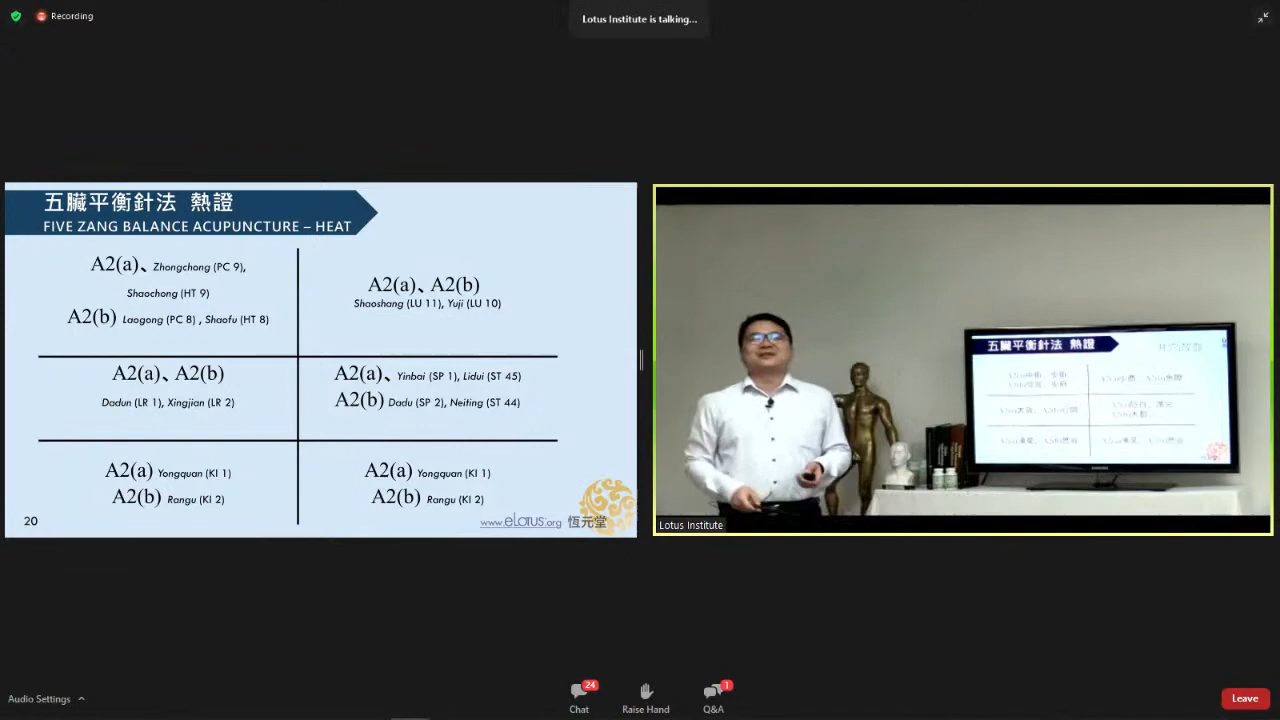 Recording
Lotus Institute is talking...
五臟平衡針法 熱證
FIVE ZANG BALANCE ACUPUNCTURE – HEAT
A2(a)、 Zhongchong (PC 9),
Shaochong (HT 9)
A2(b) Laogong (PC 8) , Shaofu (HT 8)
A2(a)、A2(b)
Shaoshang (LU 11), Yuji (LU 10)
A2(a)、A2(b)
Dadun (LR 1), Xingjian (LR 2)
A2(a)、 Yinbai (SP 1), Lidui (ST 45)
A2(b) Dadu (SP 2), Neiting (ST 44)
A2(a) Yongquan (KI 1)
A2(b) Rangu (KI 2)
A2(a) Yongquan (KI 1)
A2(b) Rangu (KI 2)
20
www.eLotus.org 恆元堂
五臟平衡針法 熱證
Lotus Institute
Audio Settings
24
Chat
Raise Hand
1
Q&A
Leave